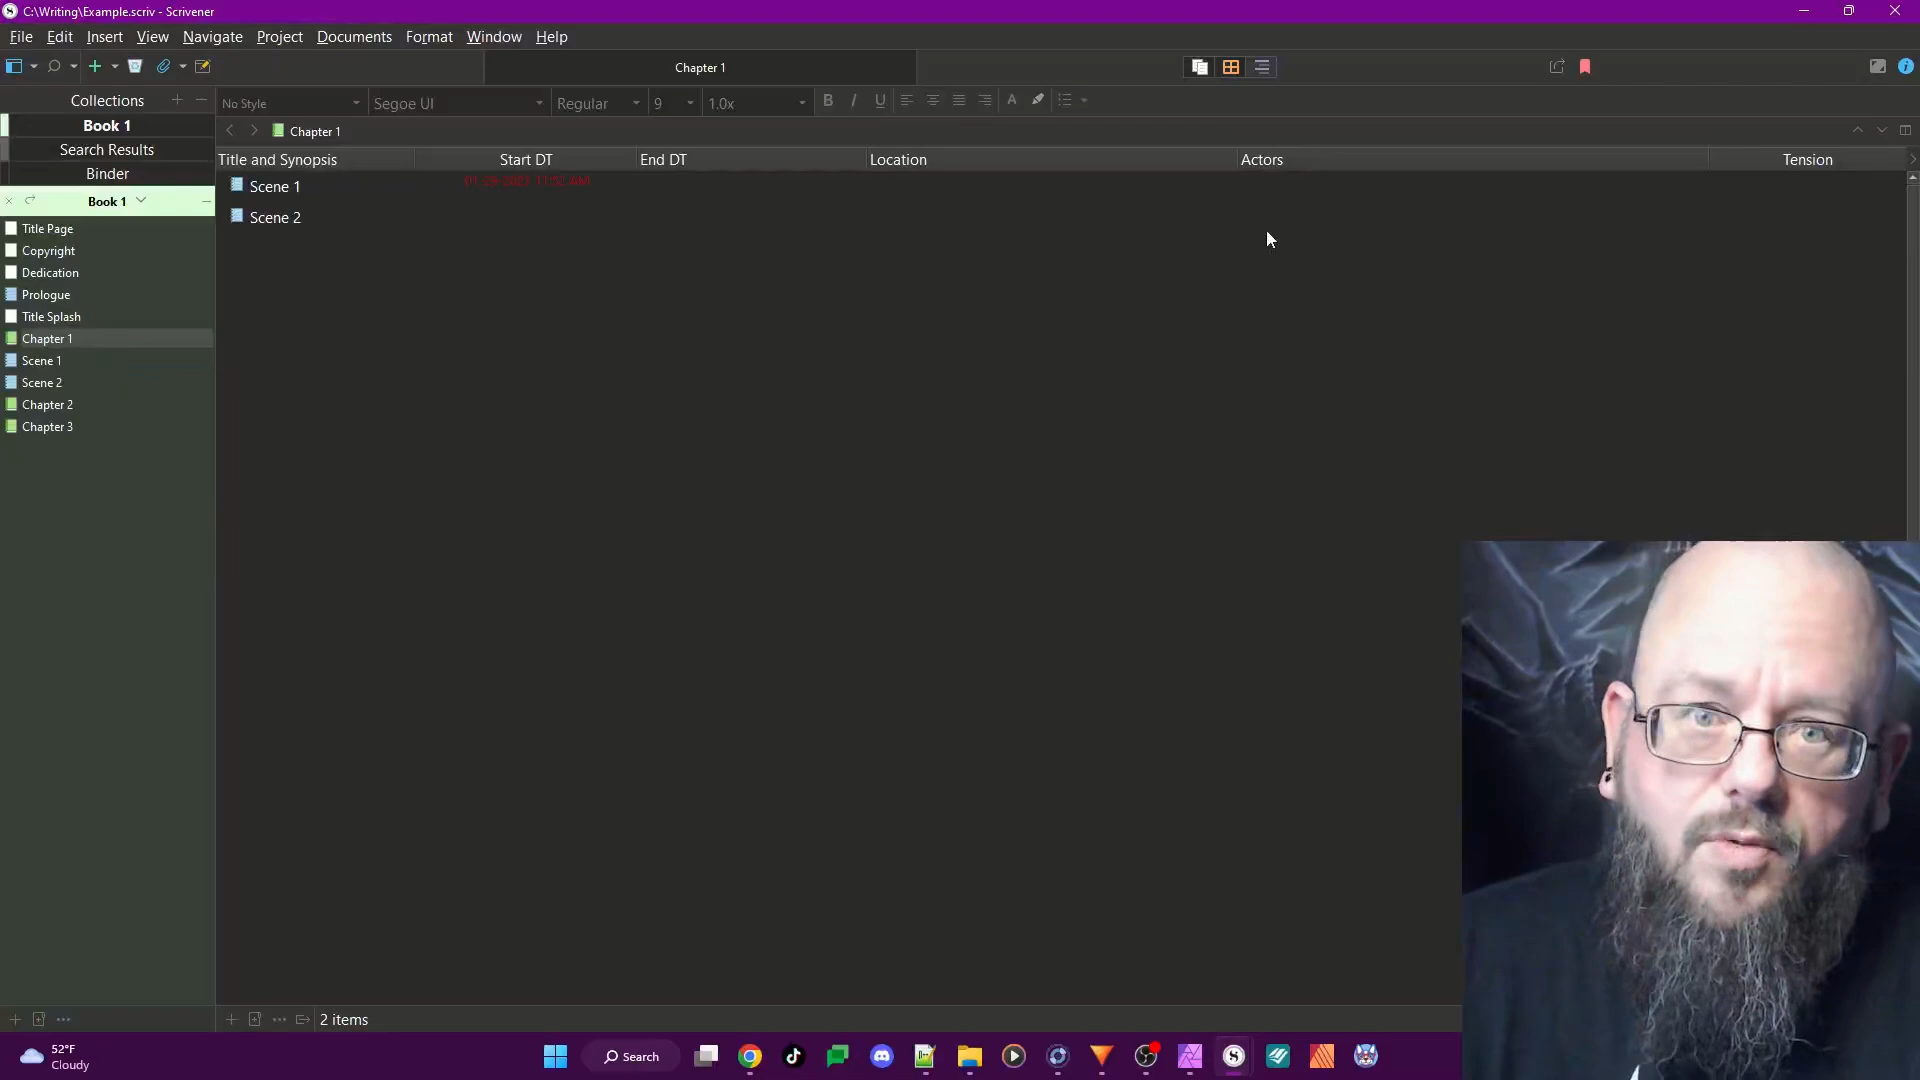 C:\Writing\Example.scriv - Scrivener
File Edit Insert View Navigate Project Documents Format Window Help
Chapter 1
Collections
No Style Segoe UI Regular 9 1.0x
Book 1
Search Results
Binder
Chapter 1
Title and Synopsis Start DT End DT Location Actors Tension
Scene 1
Scene 2
Book 1
Title Page
Copyright
Dedication
Prologue
Title Splash
Chapter 1
Scene 1
Scene 2
Chapter 2
Chapter 3
2 items
52°F
Cloudy
Search